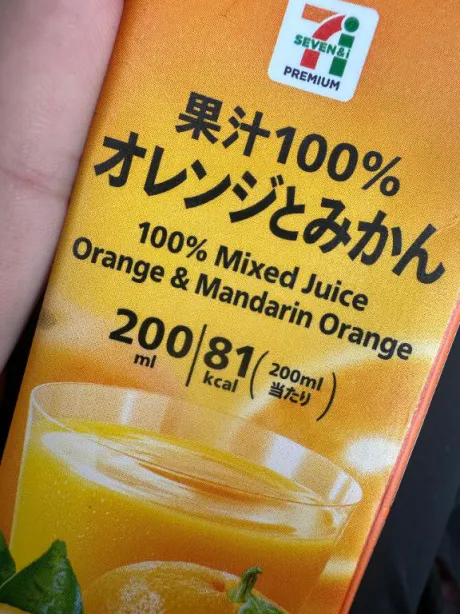 SEVEN&i
PREMIUM
果汁100%
オレンジとみかん
100% Mixed Juice
Orange & Mandarin Orange
200 ml 81 kcal (200ml 当たり)